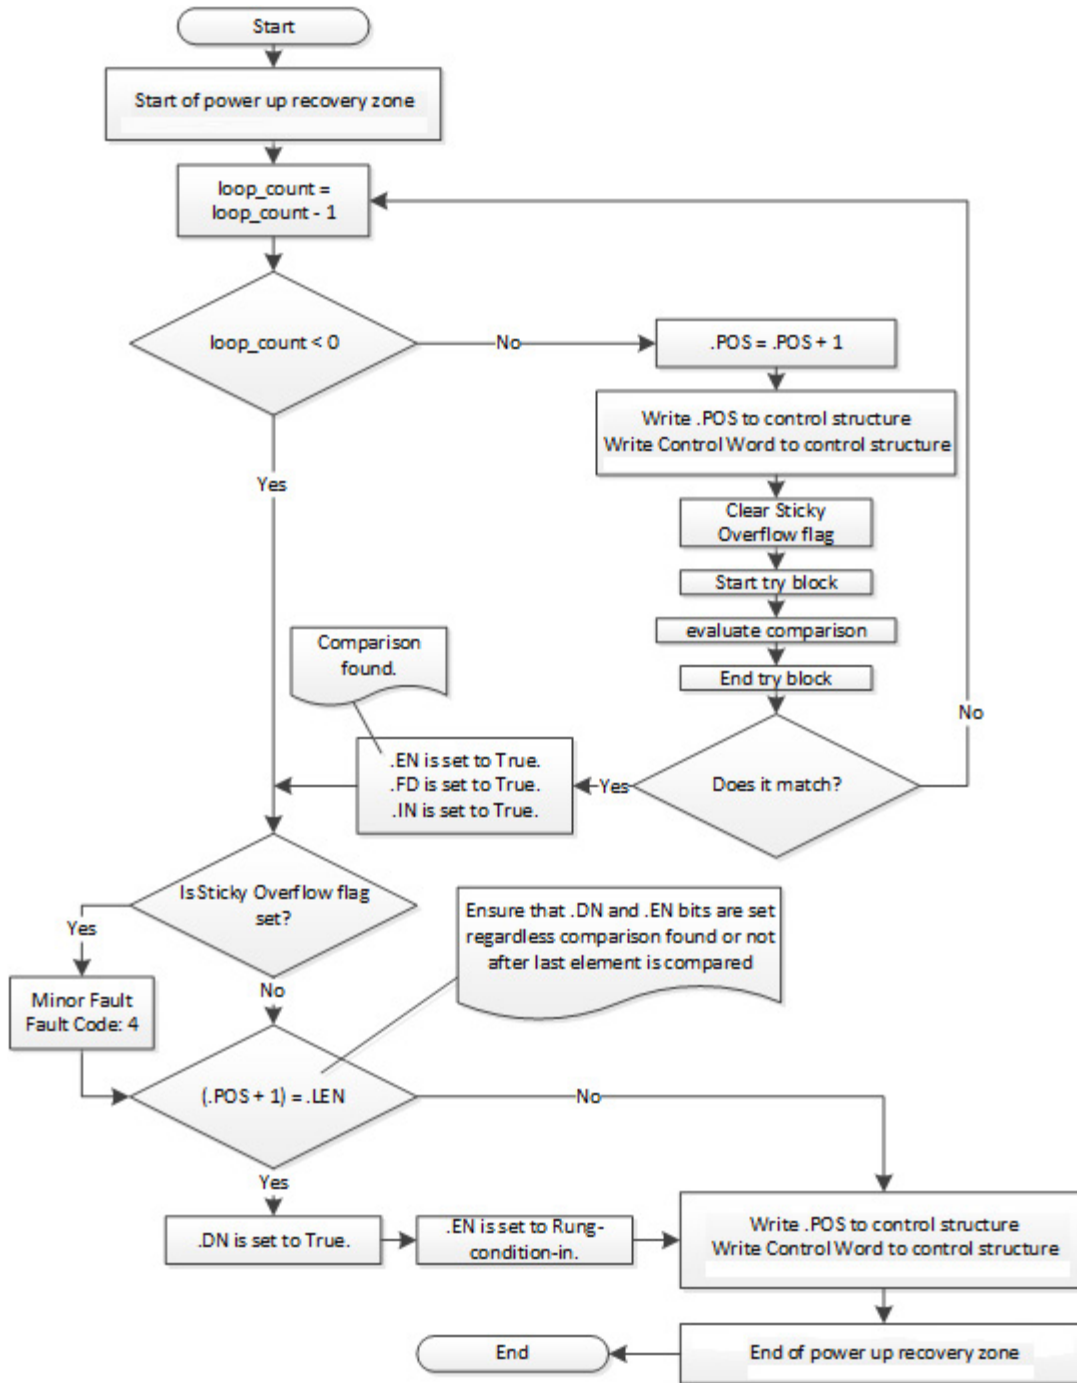 Start
Start of power up recovery zone
loop_count =
loop_count - 1
loop_count < 0
No
.POS = .POS + 1
Write .POS to control structure
Write Control Word to control structure
Yes
Clear Sticky
Overflow flag
Start try block
evaluate comparison
End try block
Comparison
found.
No
.EN is set to True.
.FD is set to True.
.IN is set to True.
Yes
Does it match?
Is Sticky Overflow flag
set?
Ensure that .DN and .EN bits are set
regardless comparison found or not
after last element is compared
Yes
No
Minor Fault
Fault Code: 4
(.POS + 1) = .LEN
No
Yes
.DN is set to True.
.EN is set to Rung-
condition-in.
Write .POS to control structure
Write Control Word to control structure
End
End of power up recovery zone